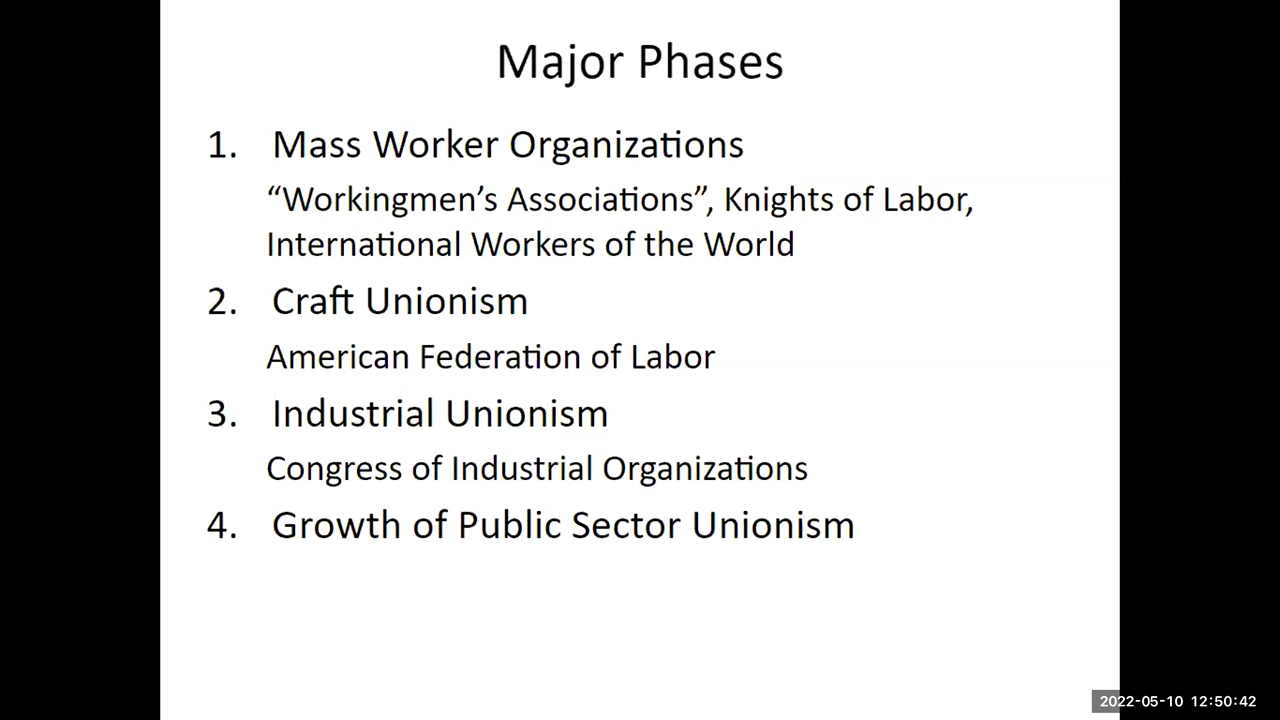 Major Phases
1. Mass Worker Organizations
“Workingmen’s Associations”, Knights of Labor,
International Workers of the World
2. Craft Unionism
American Federation of Labor
3. Industrial Unionism
Congress of Industrial Organizations
4. Growth of Public Sector Unionism
2022-05-10 12:50:42